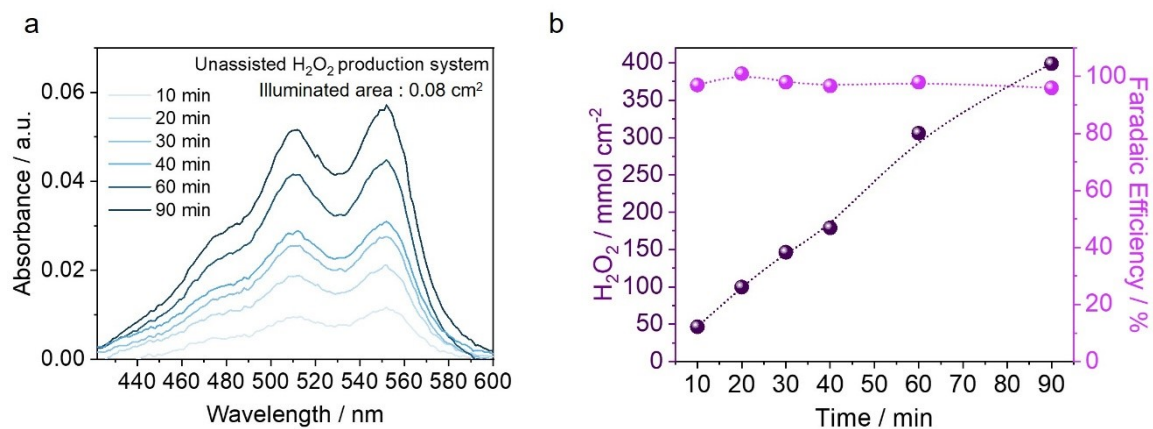 a
Unassisted H₂O₂ production system
Illuminated area : 0.08 cm²
10 min
20 min
30 min
40 min
60 min
90 min
0.06
0.04
0.02
0.00
Absorbance / a.u.
440 460 480 500 520 540 560 580 600
Wavelength / nm
b
400
350
300
250
200
150
100
50
0
H₂O₂ / mmol cm⁻²
100
80
60
40
20
0
Faradaic Efficiency / %
10 20 30 40 50 60 70 80 90
Time / min